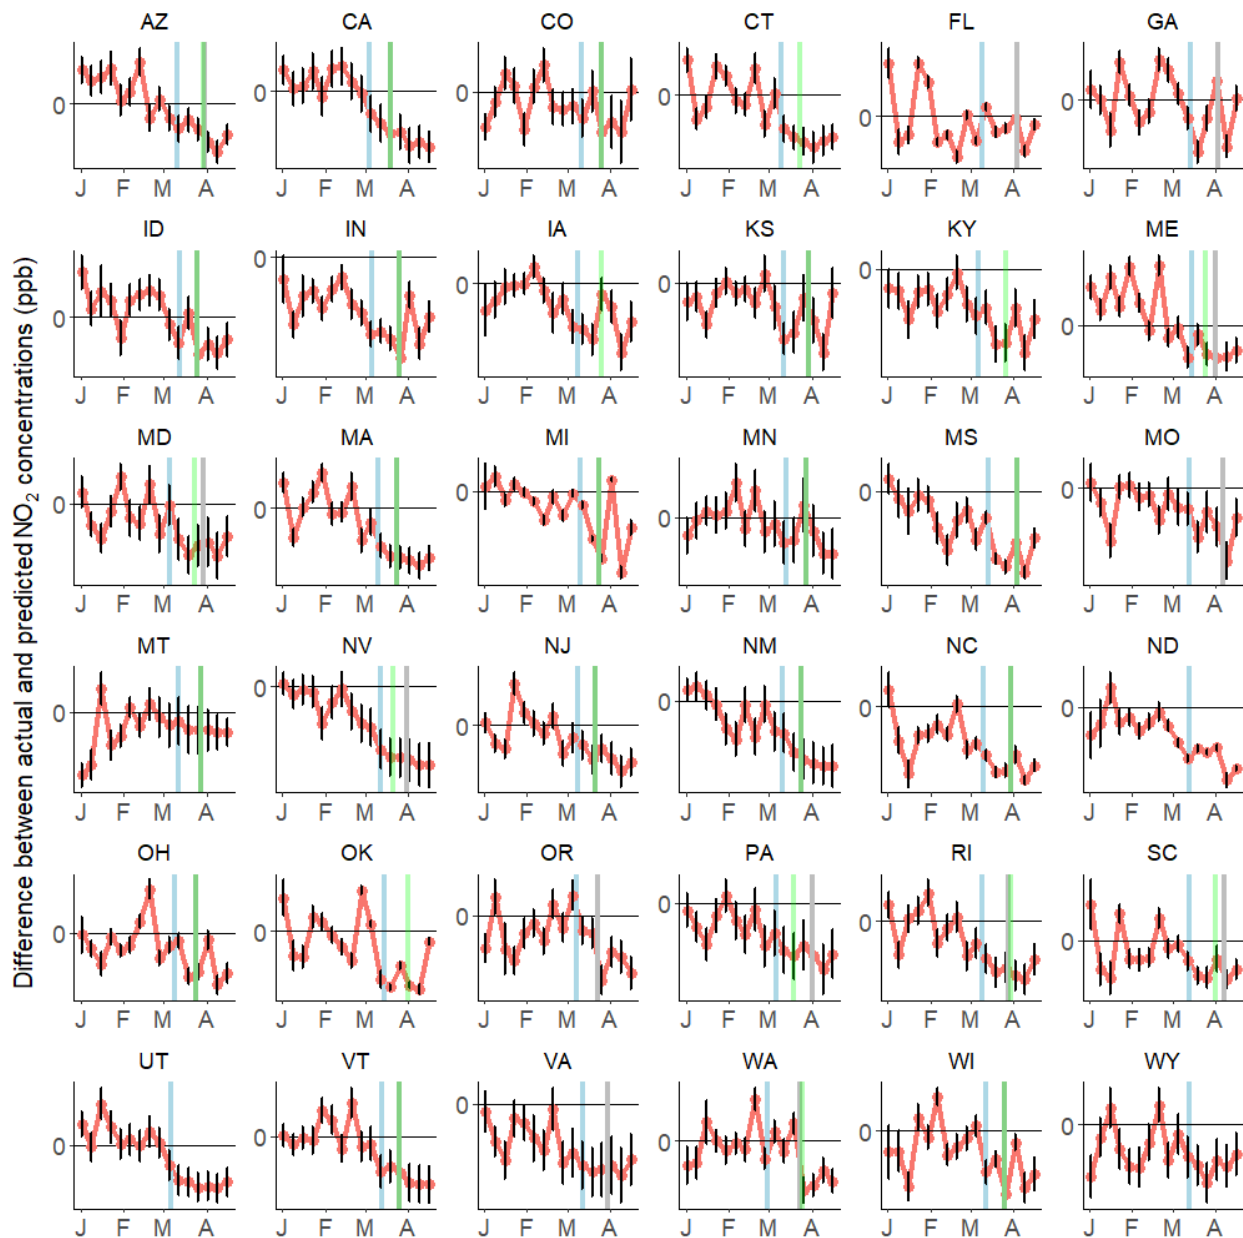 Difference between actual and predicted NO₂ concentrations (ppb)
AZ CA CO CT FL GA
0 0 0 0 0 0
J F M A J F M A J F M A J F M A J F M A J F M A
ID IN IA KS KY ME
0 0 0 0 0 0
J F M A J F M A J F M A J F M A J F M A J F M A
MD MA MI MN MS MO
0 0 0 0 0 0
J F M A J F M A J F M A J F M A J F M A J F M A
MT NV NJ NM NC ND
0 0 0 0 0 0
J F M A J F M A J F M A J F M A J F M A J F M A
OH OK OR PA RI SC
0 0 0 0 0 0
J F M A J F M A J F M A J F M A J F M A J F M A
UT VT VA WA WI WY
0 0 0 0 0 0
J F M A J F M A J F M A J F M A J F M A J F M A